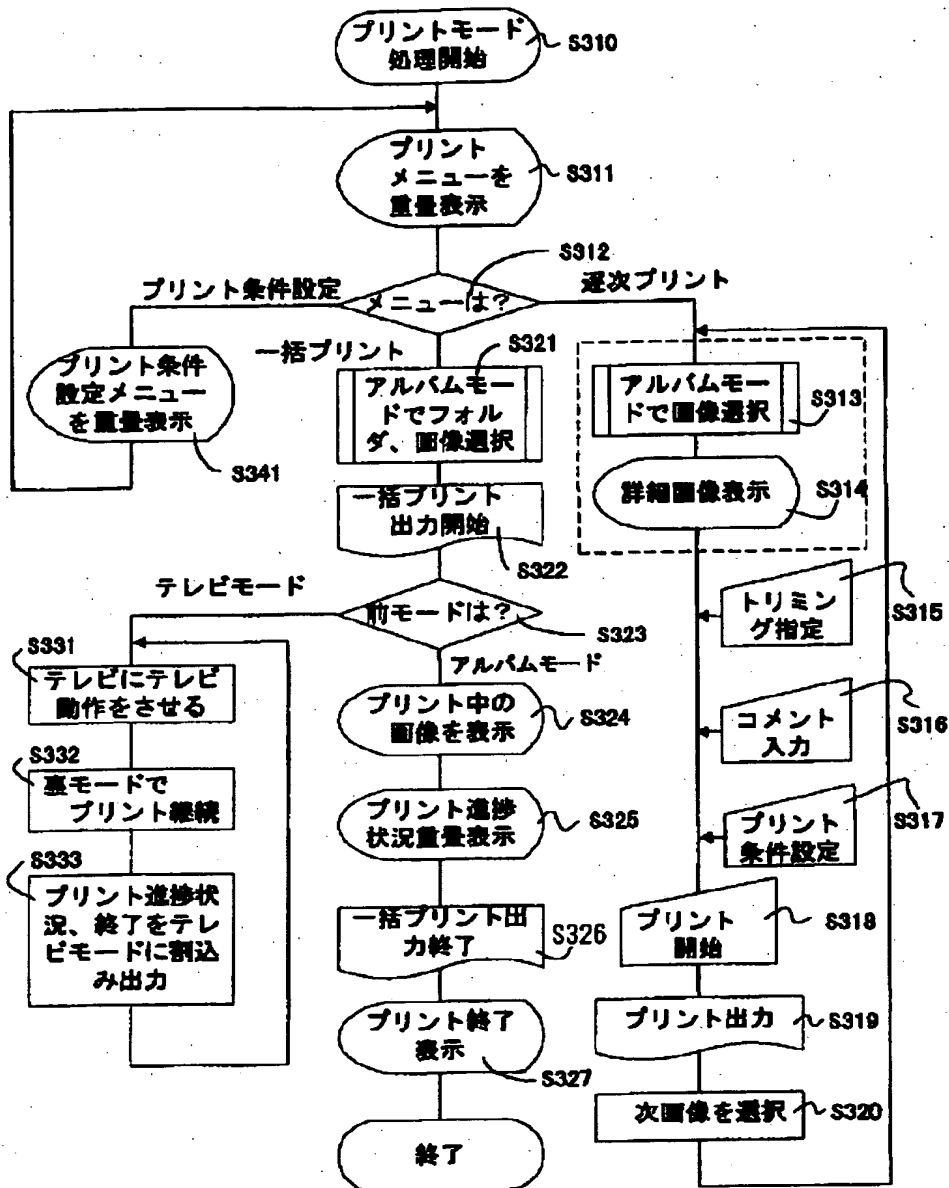 プリントモード
処理開始
S310
プリント
メニューを
重畳表示
S311
S312
プリント条件設定
メニューは?
逐次プリント
一括プリント
S321
プリント条件
設定メニュー
を重畳表示
S341
アルバムモー
ドでフォル
ダ、画像選択
アルバムモー
ドで画像選択
S313
詳細画像表示
S314
一括プリント
出力開始
S322
テレビモード
前モードは?
S323
トリミン
グ指定
S315
アルバムモード
S331
テレビにテレビ
動作をさせる
プリント中の
画像を表示
S324
コメント
入力
S316
S332
裏モードで
プリント継続
プリント進捗
状況重畳表示
S325
プリント
条件設定
S317
S333
プリント進捗状
況、終了をテレ
ビモードに割込
み出力
一括プリント出
力終了
S326
プリント
開始
S318
プリント出力
S319
プリント終了
表示
S327
次画像を選択
S320
終了